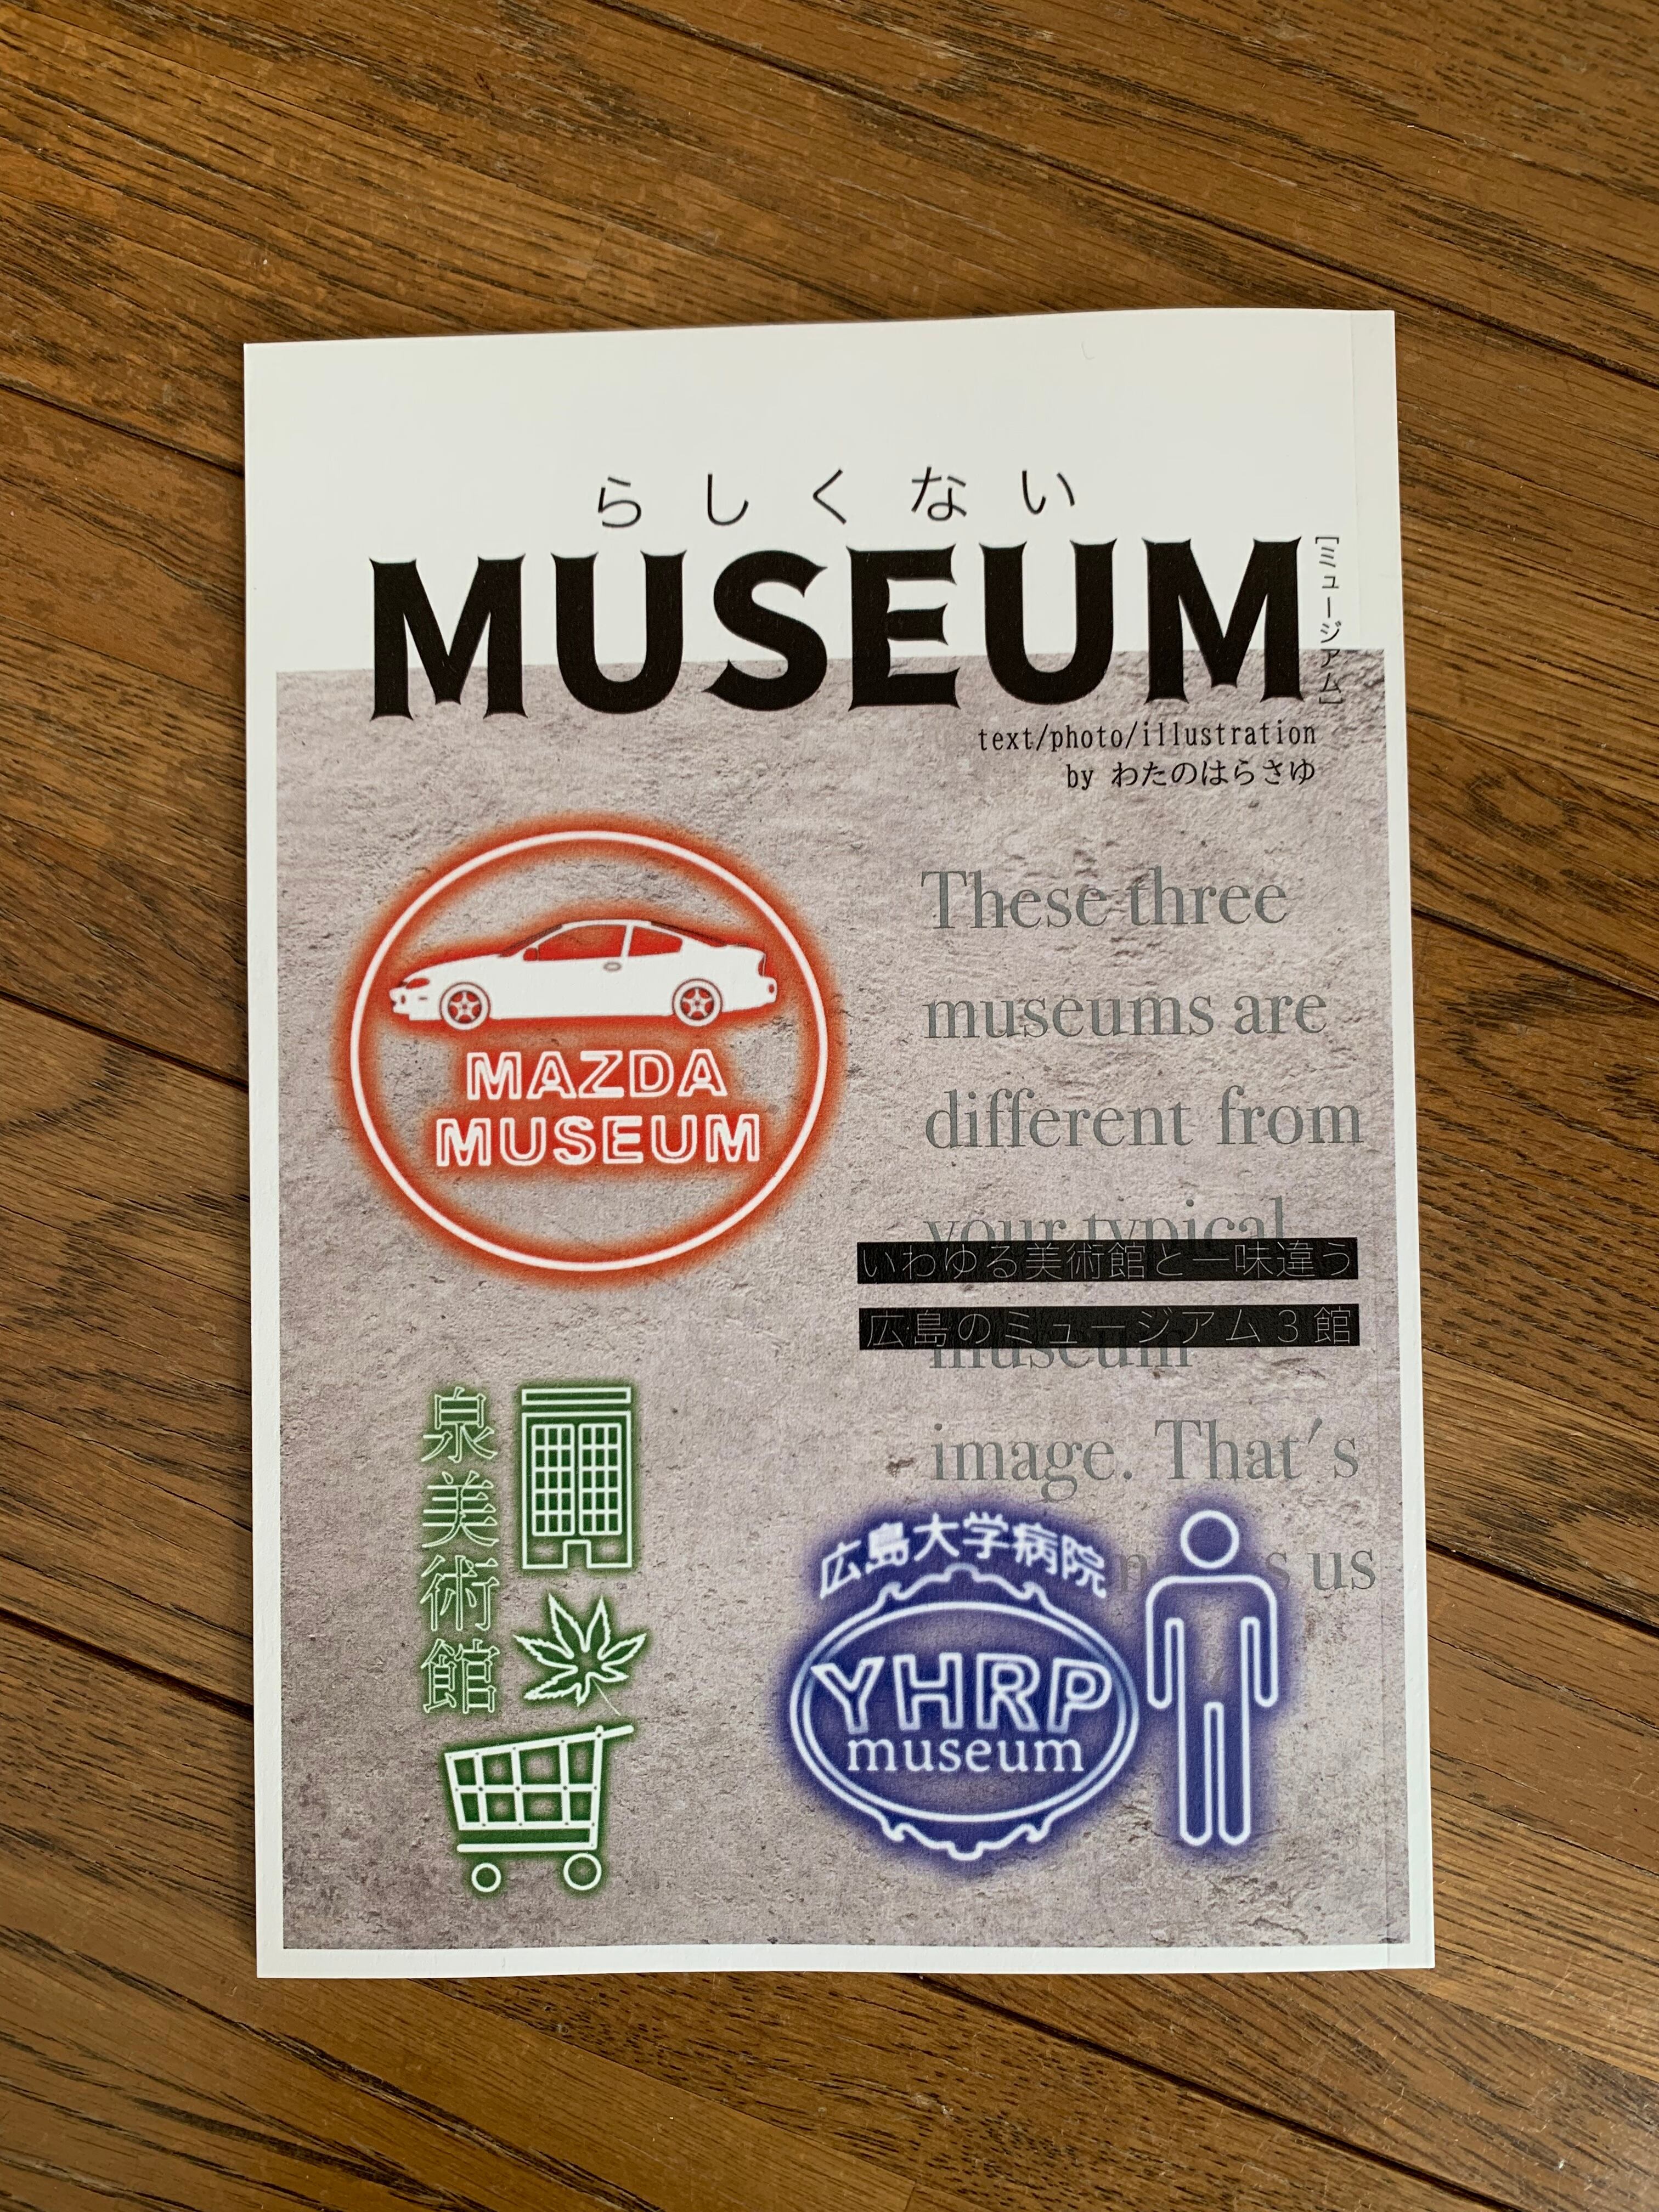 らしくない
MUSEUM
[ミュージアム]
text/photo/illustration
by わたのはらさゆ
MAZDA
MUSEUM
These three
museums are
different from
your typical
いわゆる美術館と一味違う
広島のミュージアム3館
museum
image. That's
us
泉美術館
広島大学病院
YHRP
museum